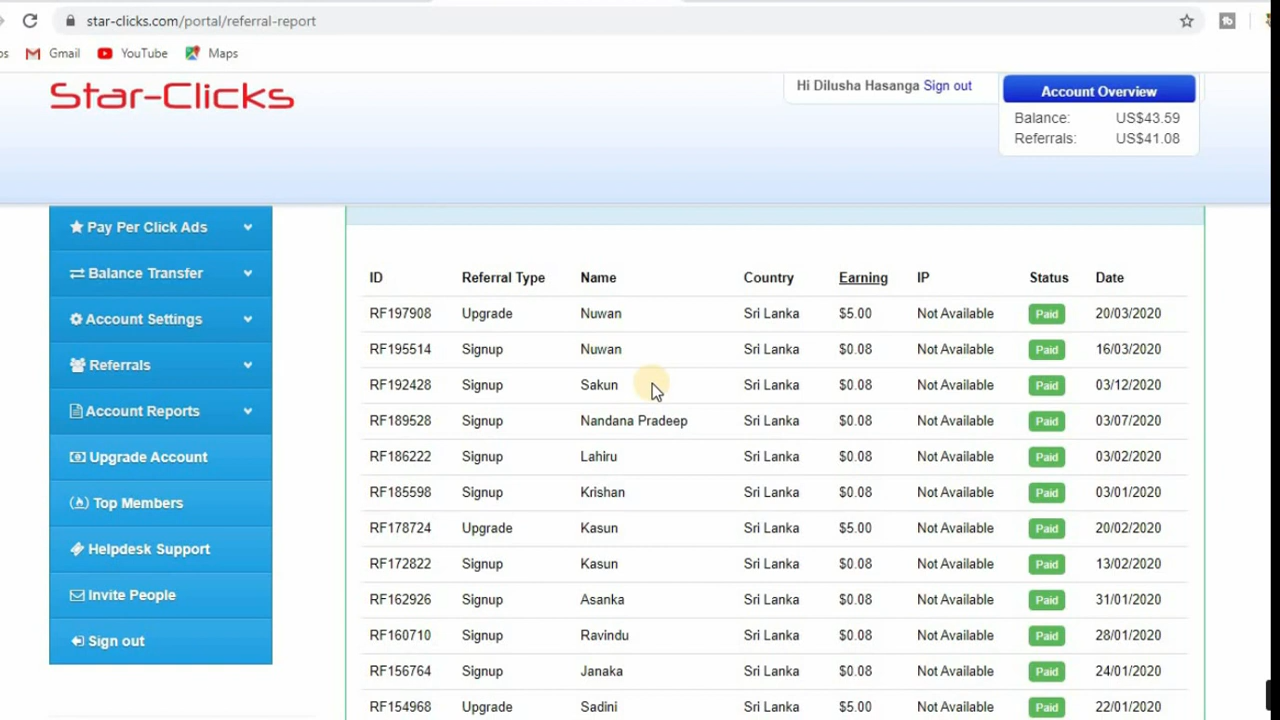 star-clicks.com/portal/referral-report
Gmail YouTube Maps
Star-Clicks
Hi Dilusha Hasanga Sign out
Account Overview
Balance: US$43.59
Referrals: US$41.08
Pay Per Click Ads
Balance Transfer
Account Settings
Referrals
Account Reports
Upgrade Account
Top Members
Helpdesk Support
Invite People
Sign out
ID Referral Type Name Country Earning IP Status Date
RF197908 Upgrade Nuwan Sri Lanka $5.00 Not Available Paid 20/03/2020
RF195514 Signup Nuwan Sri Lanka $0.08 Not Available Paid 16/03/2020
RF192428 Signup Sakun Sri Lanka $0.08 Not Available Paid 03/12/2020
RF189528 Signup Nandana Pradeep Sri Lanka $0.08 Not Available Paid 03/07/2020
RF186222 Signup Lahiru Sri Lanka $0.08 Not Available Paid 03/02/2020
RF185598 Signup Krishan Sri Lanka $0.08 Not Available Paid 03/01/2020
RF178724 Upgrade Kasun Sri Lanka $5.00 Not Available Paid 20/02/2020
RF172822 Signup Kasun Sri Lanka $0.08 Not Available Paid 13/02/2020
RF162926 Signup Asanka Sri Lanka $0.08 Not Available Paid 31/01/2020
RF160710 Signup Ravindu Sri Lanka $0.08 Not Available Paid 28/01/2020
RF156764 Signup Janaka Sri Lanka $0.08 Not Available Paid 24/01/2020
RF154968 Upgrade Sadini Sri Lanka $5.00 Not Available Paid 22/01/2020